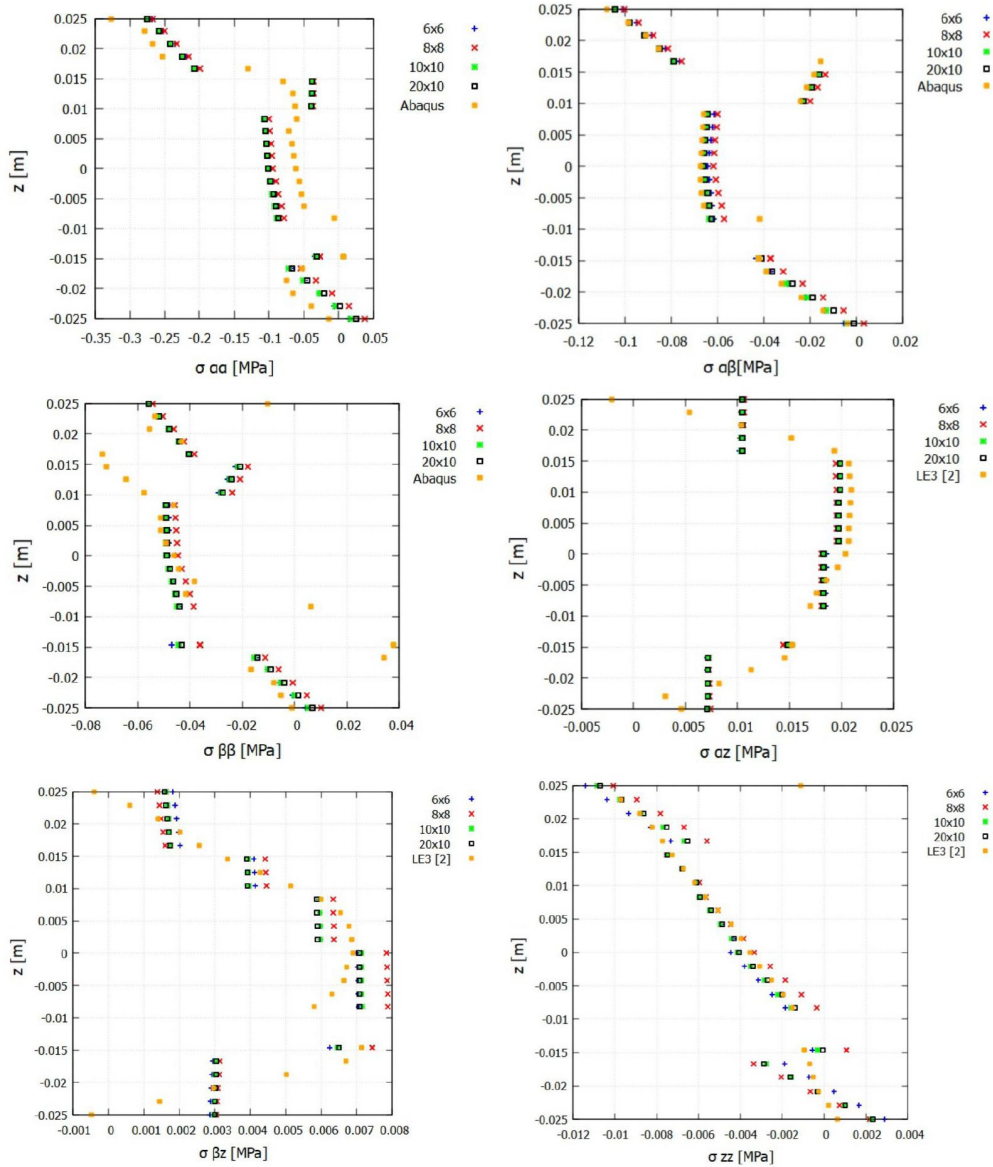 0.025
0.02
0.015
0.01
0.005
0
-0.005
-0.01
-0.015
-0.02
-0.025
z [m]
-0.35 -0.3 -0.25 -0.2 -0.15 -0.1 -0.05 0 0.05
σ αα [MPa]
6x6
8x8
10x10
20x10
Abaqus
0.025
0.02
0.015
0.01
0.005
0
-0.005
-0.01
-0.015
-0.02
-0.025
z [m]
-0.12 -0.1 -0.08 -0.06 -0.04 -0.02 0 0.02
σ αβ[MPa]
6x6
8x8
10x10
20x10
Abaqus
0.025
0.02
0.015
0.01
0.005
0
-0.005
-0.01
-0.015
-0.02
-0.025
z [m]
-0.08 -0.06 -0.04 -0.02 0 0.02 0.04
σ ββ [MPa]
6x6
8x8
10x10
20x10
Abaqus
0.025
0.02
0.015
0.01
0.005
0
-0.005
-0.01
-0.015
-0.02
-0.025
z [m]
-0.005 0 0.005 0.01 0.015 0.02 0.025
σ αz [MPa]
6x6
8x8
10x10
20x10
LE3 [2]
0.025
0.02
0.015
0.01
0.005
0
-0.005
-0.01
-0.015
-0.02
-0.025
z [m]
-0.001 0 0.001 0.002 0.003 0.004 0.005 0.006 0.007 0.008
σ βz [MPa]
6x6
8x8
10x10
20x10
LE3 [2]
0.025
0.02
0.015
0.01
0.005
0
-0.005
-0.01
-0.015
-0.02
-0.025
z [m]
-0.012 -0.01 -0.008 -0.006 -0.004 -0.002 0 0.002 0.004
σ zz [MPa]
6x6
8x8
10x10
20x10
LE3 [2]